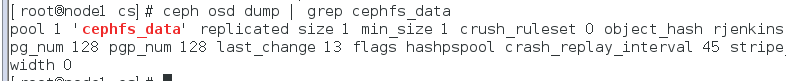 [root@node1 cs]# ceph osd dump | grep cephfs_data
pool 1 'cephfs_data' replicated size 1 min_size 1 crush_ruleset 0 object_hash rjenkins
pg_num 128 pgp_num 128 last_change 13 flags hashpspool crash_replay_interval 45 stripe_
width 0
[root@node1 cs]#